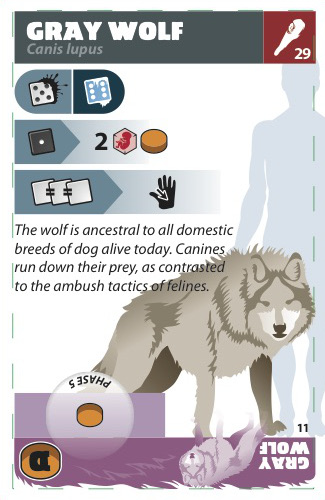 GRAY WOLF
Canis lupus
29
2
The wolf is ancestral to all domestic
breeds of dog alive today. Canines
run down their prey, as contrasted
to the ambush tactics of felines.
PHASE 5
11
D
GRAY
WOLF